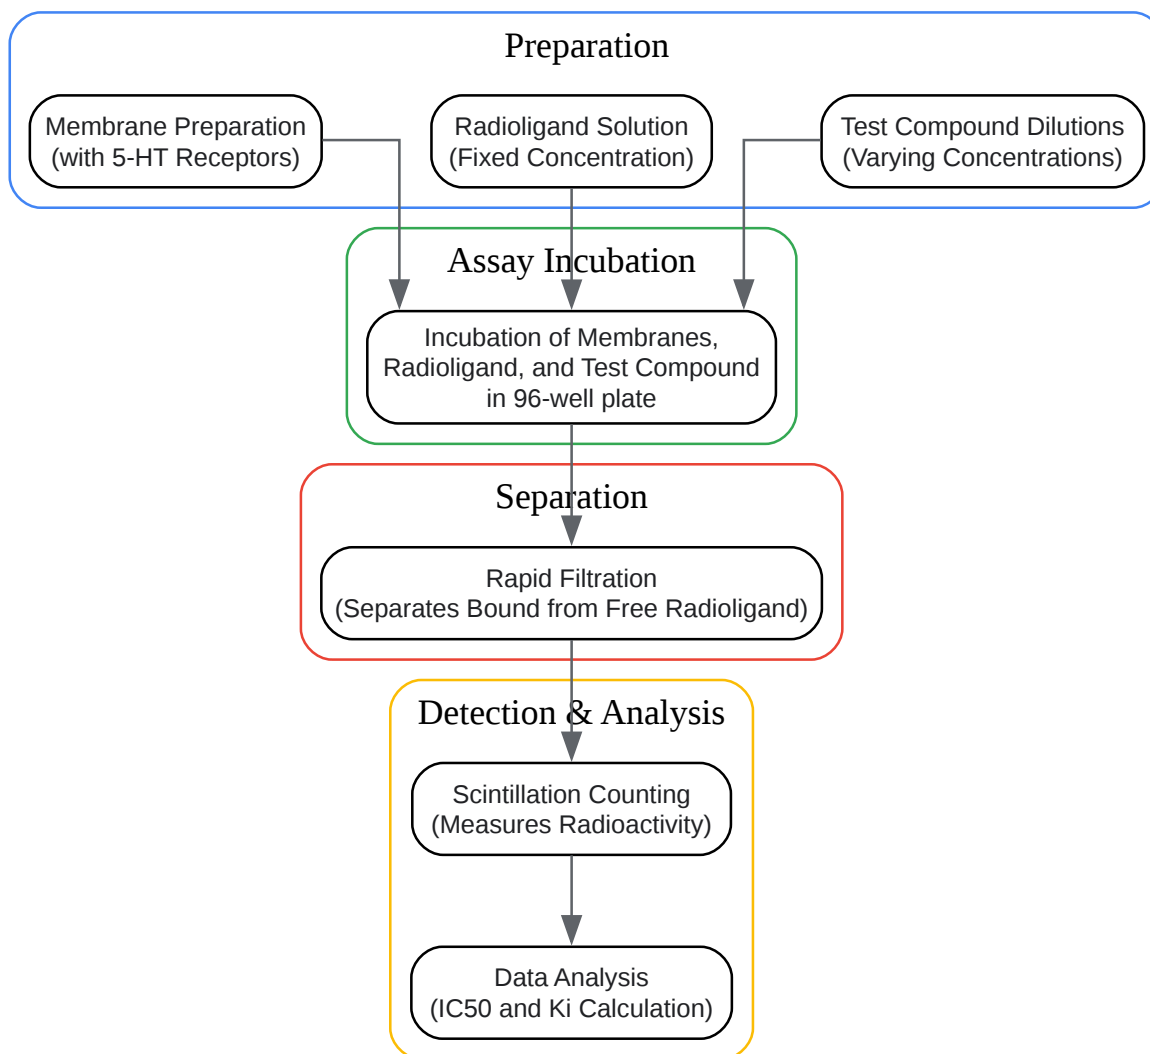 Preparation
Membrane Preparation
(with 5-HT Receptors)
Radioligand Solution
(Fixed Concentration)
Test Compound Dilutions
(Varying Concentrations)
Assay Incubation
Incubation of Membranes,
Radioligand, and Test Compound
in 96-well plate
Separation
Rapid Filtration
(Separates Bound from Free Radioligand)
Detection & Analysis
Scintillation Counting
(Measures Radioactivity)
Data Analysis
(IC50 and Ki Calculation)